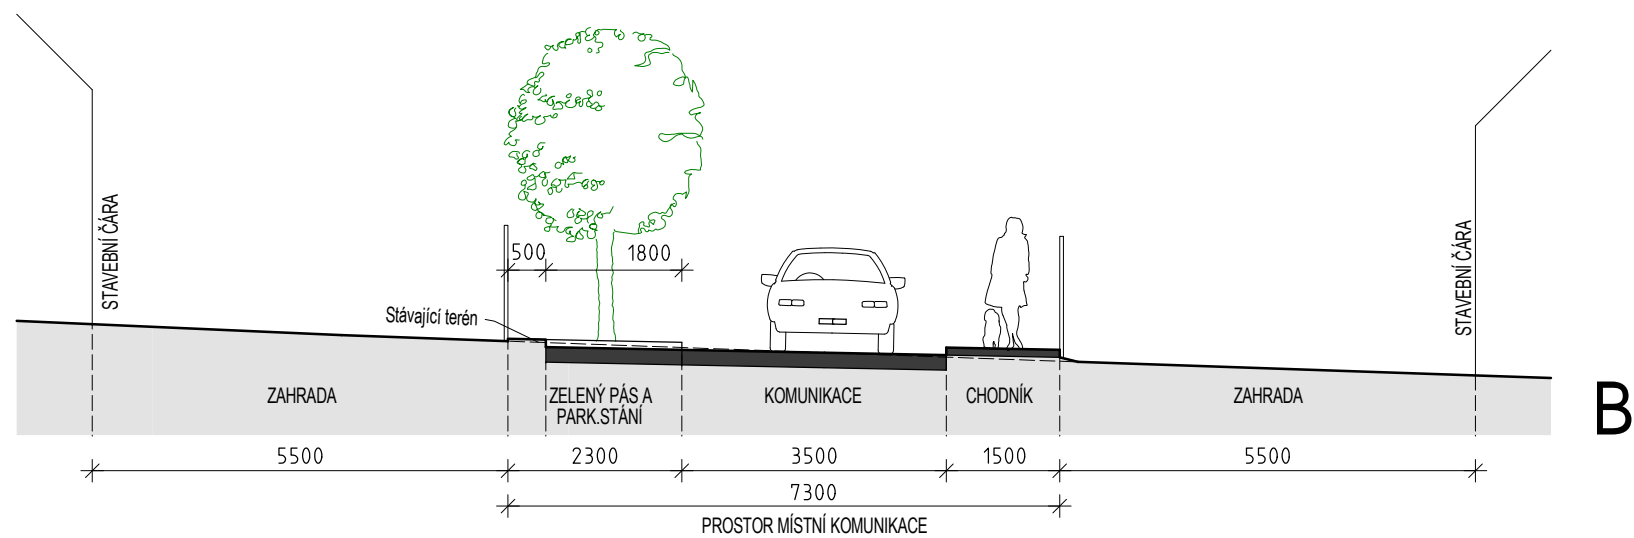 STAVEBNÍ ČÁRA
500 1800
STAVEBNÍ ČÁRA
Stávající terén
ZAHRADA
ZELENÝ PÁS A
PARK.STÁNÍ
KOMUNIKACE
CHODNÍK
ZAHRADA
B
5500 2300 3500 1500 5500
7300
PROSTOR MÍSTNÍ KOMUNIKACE